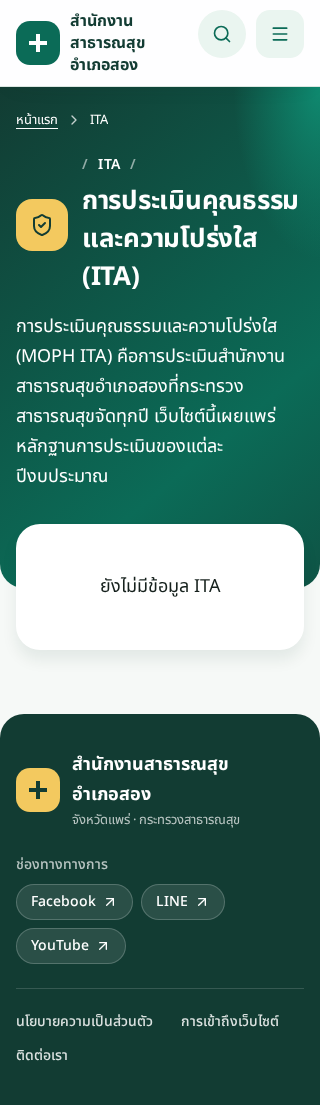 สำนักงาน
สาธารณสุข
อำเภอสอง
หน้าแรก > ITA
/ ITA /
การประเมินคุณธรรม
และความโปร่งใส
(ITA)
การประเมินคุณธรรมและความโปร่งใส
(MOPH ITA) คือการประเมินสำนักงาน
สาธารณสุขอำเภอสองที่กระทรวง
สาธารณสุขจัดทุกปี เว็บไซต์นี้เผยแพร่
หลักฐานการประเมินของแต่ละ
ปีงบประมาณ
ยังไม่มีข้อมูล ITA
สำนักงานสาธารณสุข
อำเภอสอง
จังหวัดแพร่ · กระทรวงสาธารณสุข
ช่องทางทางการ
Facebook
LINE
YouTube
นโยบายความเป็นส่วนตัว
การเข้าถึงเว็บไซต์
ติดต่อเรา